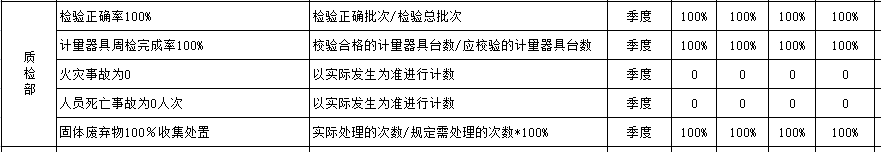 质检部
检验正确率100% 检验正确批次/检验总批次 季度 100% 100% 100% 100%
计量器具周检完成率100% 校验合格的计量器具台数/应校验的计量器具台数 季度 100% 100% 100% 100%
火灾事故为0 以实际发生为准进行计数 季度 0 0 0 0
人员死亡事故为0人次 以实际发生为准进行计数 季度 0 0 0 0
固体废弃物100%收集处置 实际处理的次数/规定需处理的次数*100% 季度 100% 100% 100% 100%